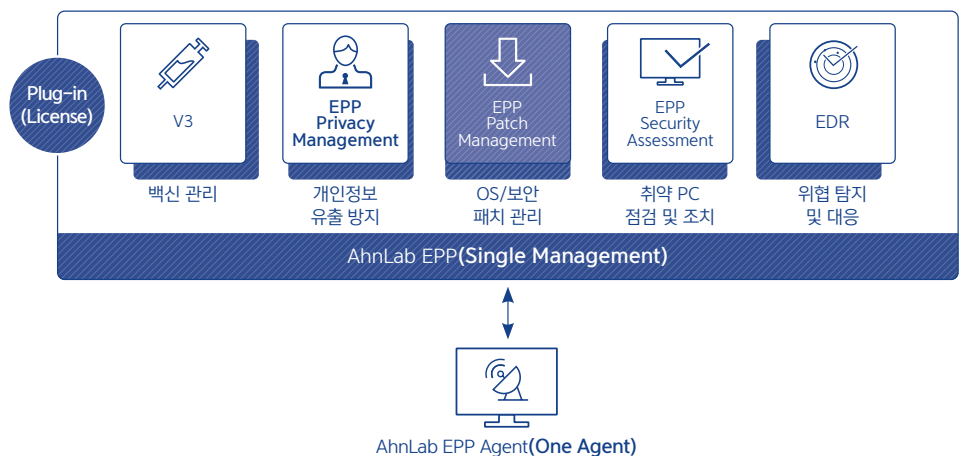 Plug-in
(License)
V3
EPP
Privacy
Management
EPP
Patch
Management
EPP
Security
Assessment
EDR
백신 관리
개인정보
유출 방지
OS/보안
패치 관리
취약 PC
점검 및 조치
위협 탐지
및 대응
AhnLab EPP(Single Management)
AhnLab EPP Agent(One Agent)